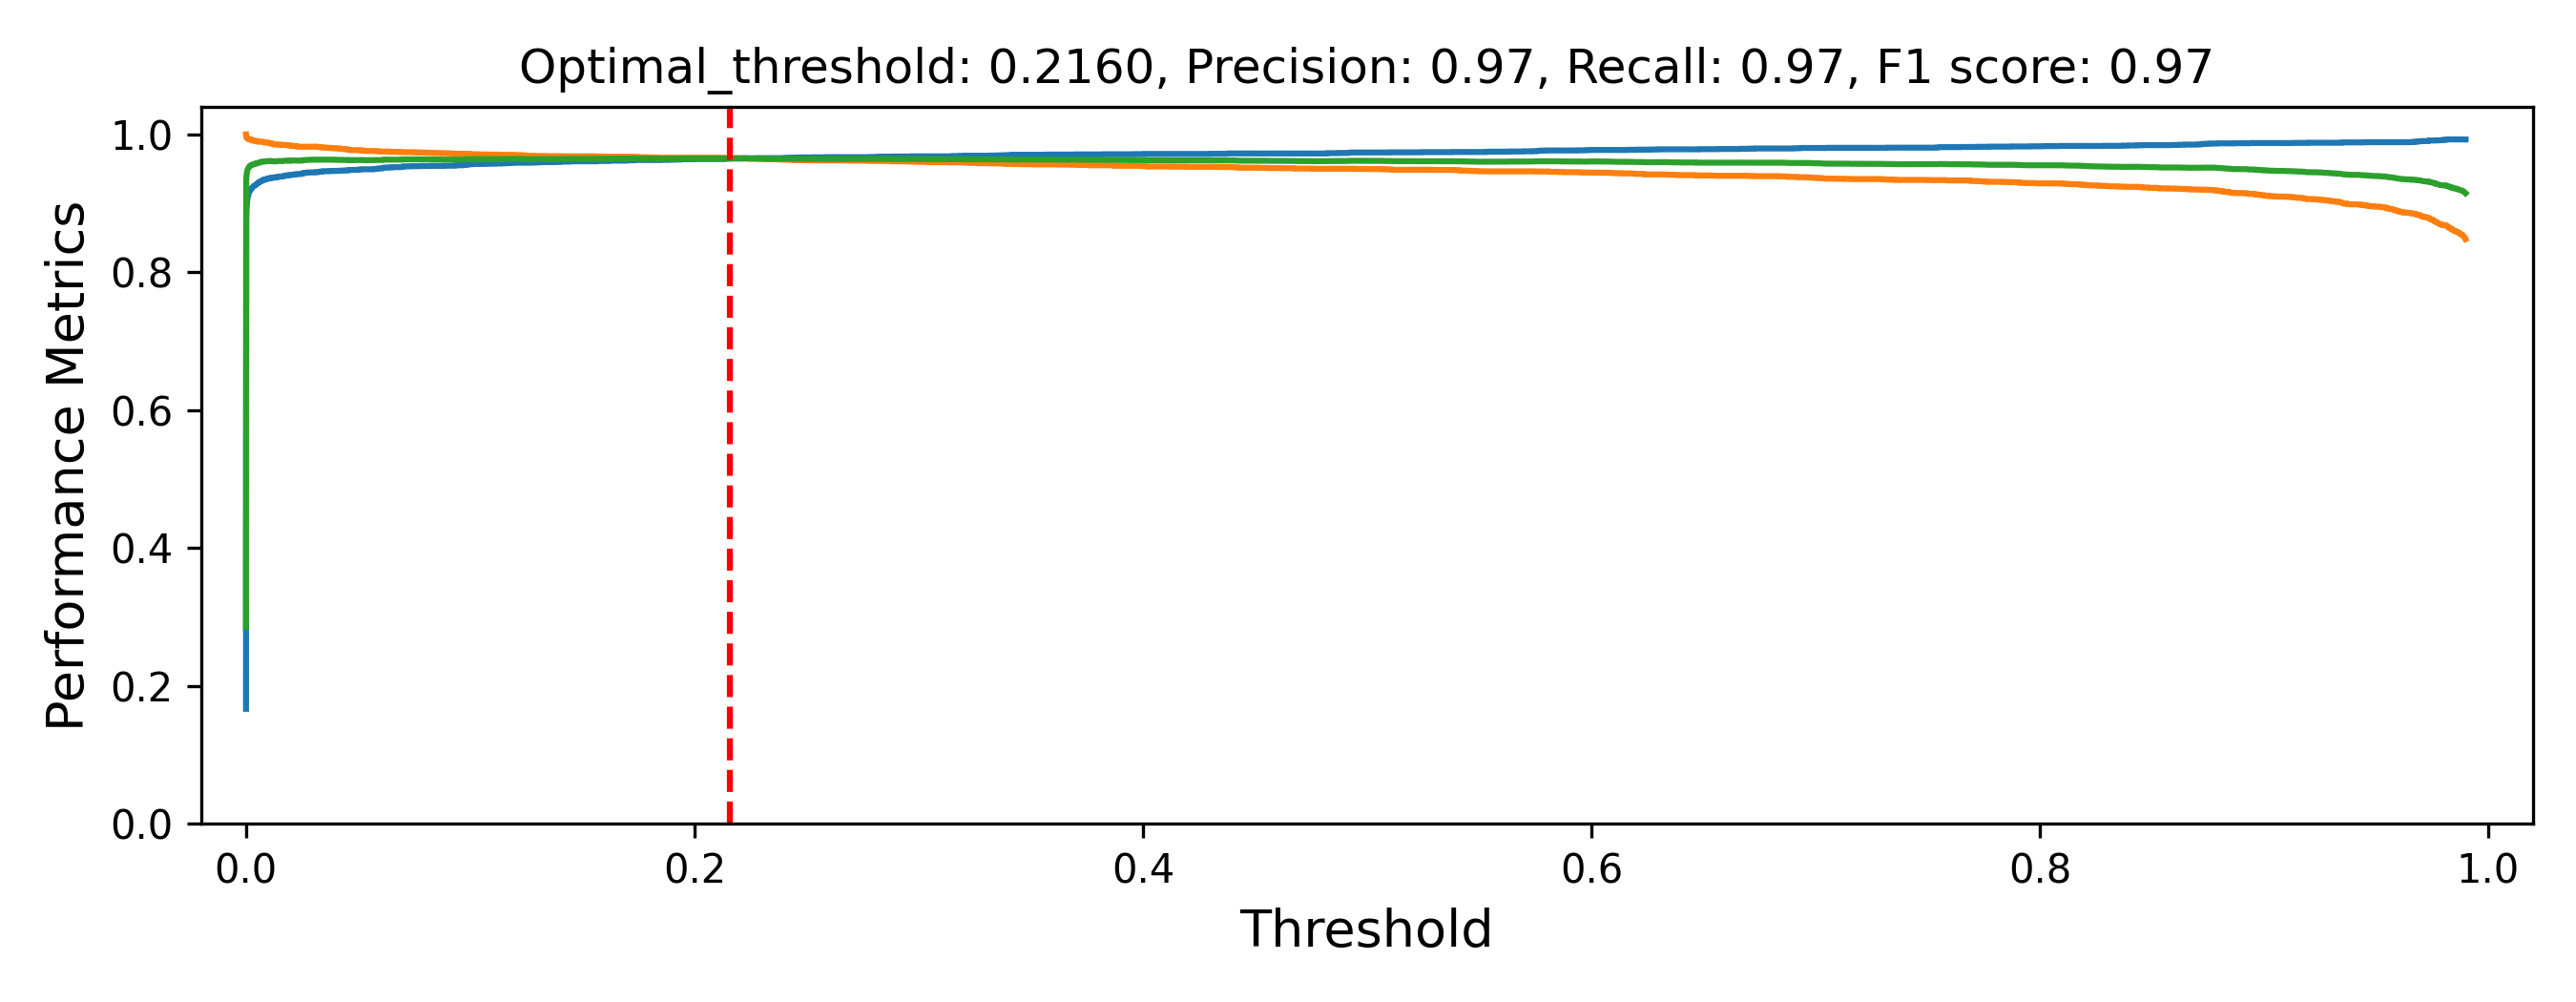 Optimal_threshold: 0.2160, Precision: 0.97, Recall: 0.97, F1 score: 0.97
Performance Metrics
1.0
0.8
0.6
0.4
0.2
0.0
0.0 0.2 0.4 0.6 0.8 1.0
Threshold